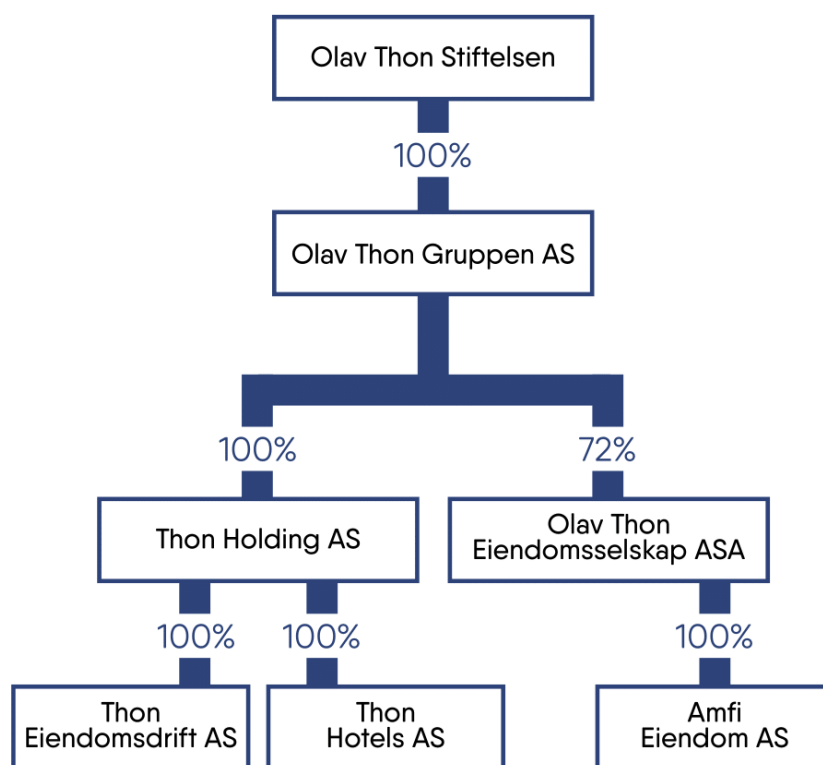 Olav Thon Stiftelsen
100%
Olav Thon Gruppen AS
100%
72%
Thon Holding AS
Olav Thon
Eiendomsselskap ASA
100%
100%
100%
Thon
Eiendomsdrift AS
Thon
Hotels AS
Amfi
Eiendom AS